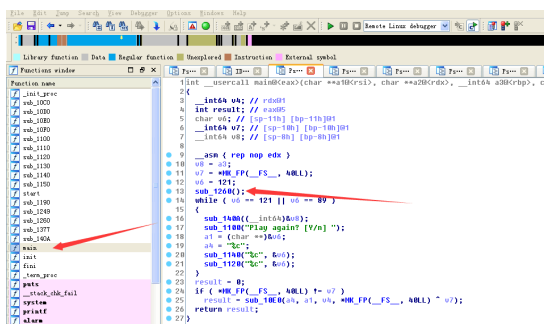 File Edit Jump Search View Debugger Options Windows Help
Remote Linux debugger
Library function Data Regular function Unexplored Instruction External symbol
Functions window
Function name
_init_proc
sub_10C0
sub_10D0
sub_10E0
sub_10F0
sub_1100
sub_1110
sub_1120
sub_1130
sub_1140
sub_1150
start
sub_1190
sub_1249
sub_1260
sub_137T
sub_140A
main
init
fini
_term_proc
puts
__stack_chk_fail
system
printf
alarm
1 int __usercall main@<eax>(char **a1@<rsi>, char **a2@<rdx>, __int64 a3@<rbp>, c
2 {
3 __int64 v4; // rdx@1
4 int result; // eax@5
5 char v6; // [sp-11h] [bp-11h]@1
6 __int64 v7; // [sp-10h] [bp-10h]@1
7 __int64 v8; // [sp-8h] [bp-8h]@1
8
9 __asm { rep nop edx }
10 v8 = a3;
11 v7 = *MK_FP(__FS__, 40LL);
12 v6 = 121;
13 sub_1260();
14 while ( v6 == 121 || v6 == 89 )
15 {
16 sub_140A((__int64)&v8);
17 sub_1100("Play again? [Y/n] ");
18 a1 = (char **)&v6;
19 a4 = "%c";
20 sub_1140("%c", &v6);
21 sub_1120("%c", &v6);
22 }
23 result = 0;
24 if ( *MK_FP(__FS__, 40LL) != v7 )
25 result = sub_10E0(a4, a1, v4, *MK_FP(__FS__, 40LL) ^ v7);
26 return result;
27 }